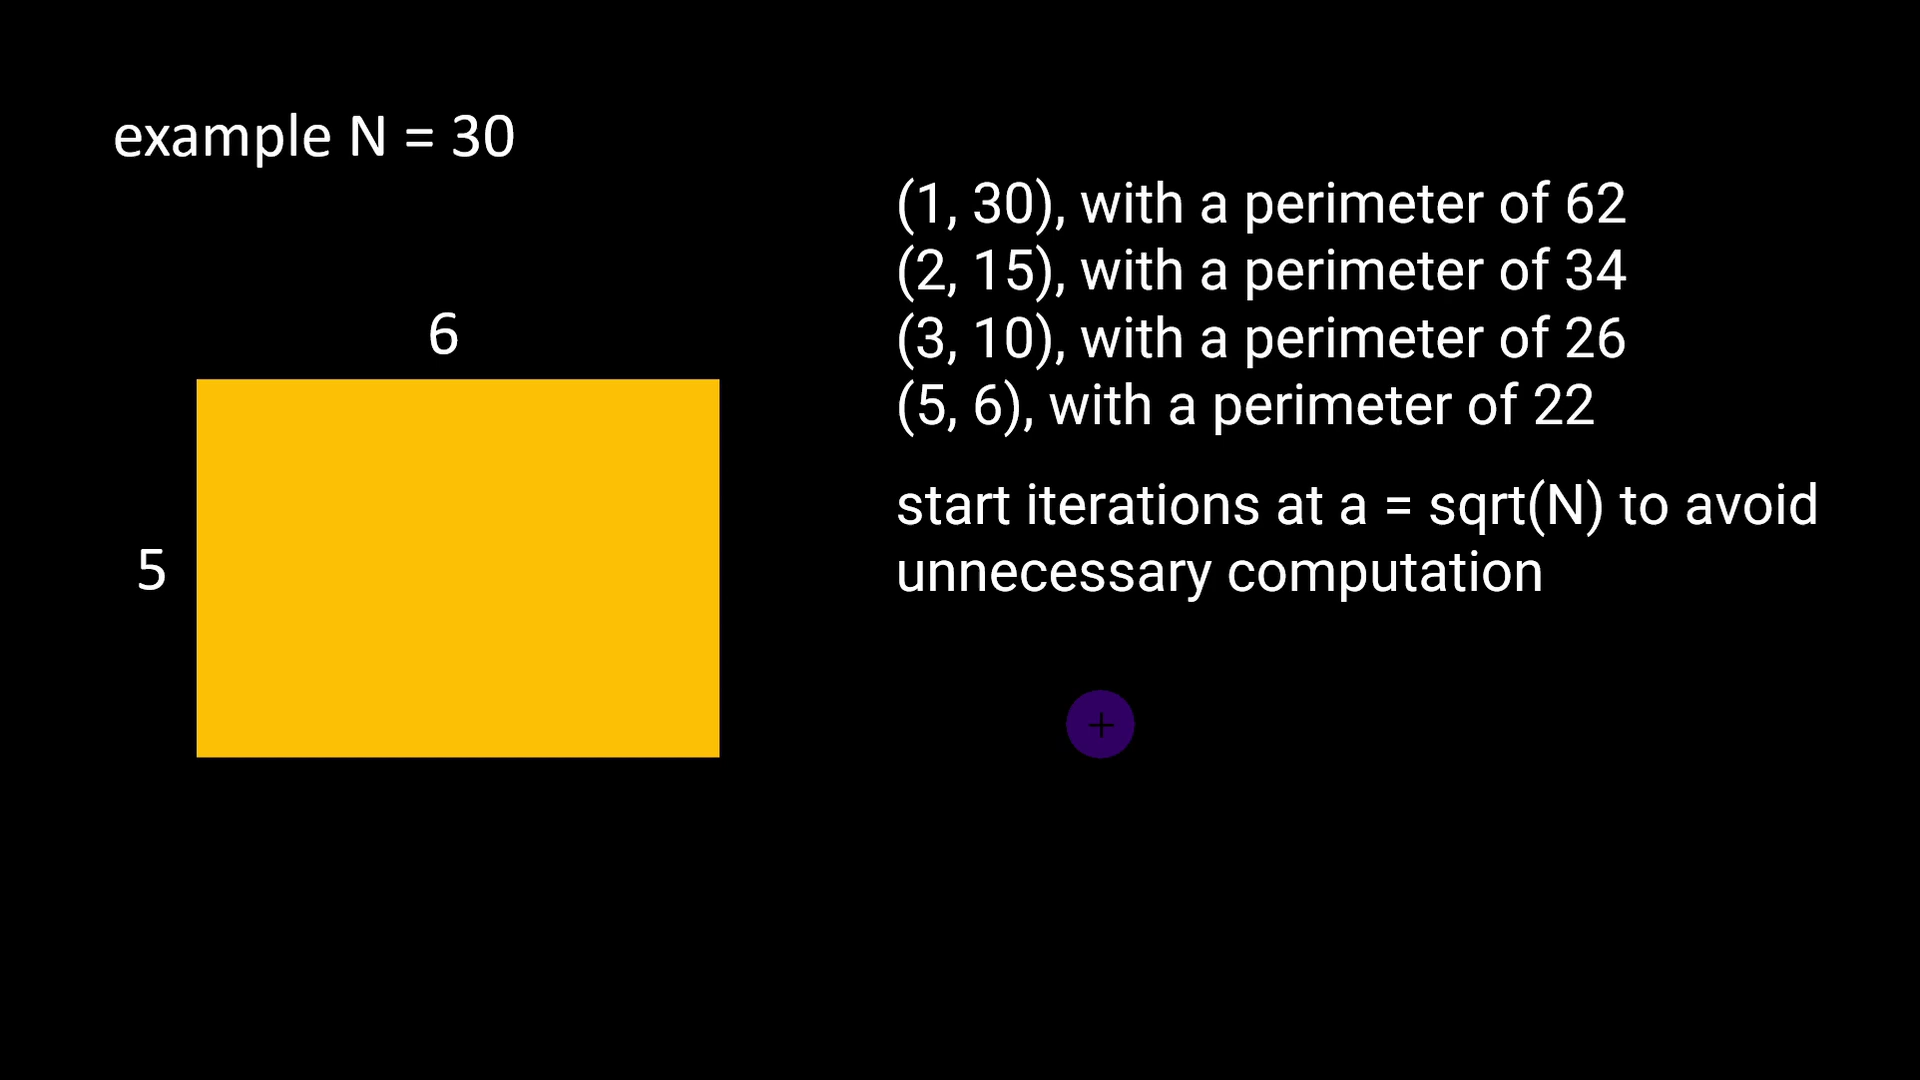 example N = 30
6
5
(1, 30), with a perimeter of 62
(2, 15), with a perimeter of 34
(3, 10), with a perimeter of 26
(5, 6), with a perimeter of 22
start iterations at a = sqrt(N) to avoid
unnecessary computation
+